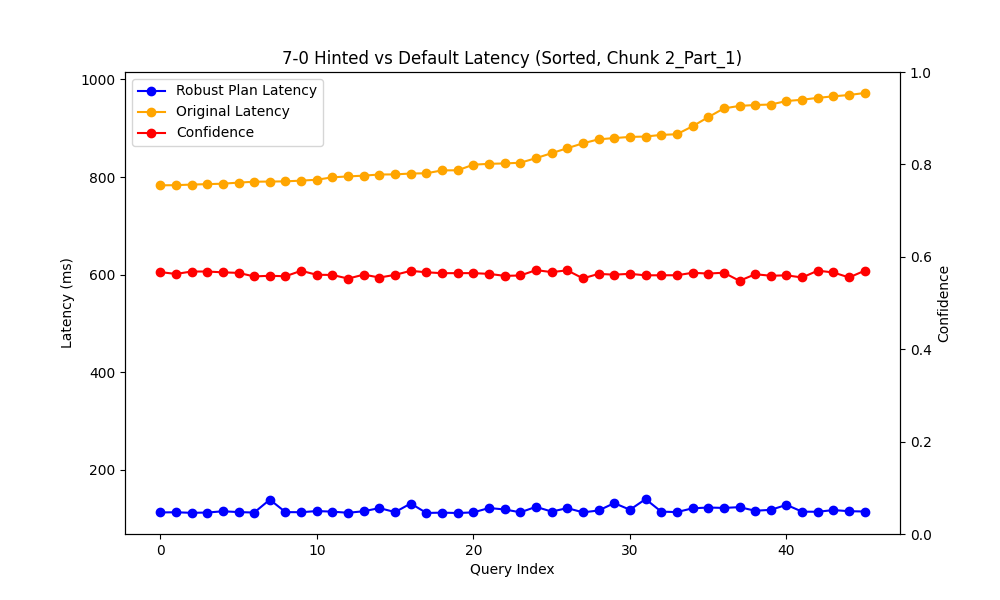 7-0 Hinted vs Default Latency (Sorted, Chunk 2_Part_1)
Robust Plan Latency
Original Latency
Confidence
Latency (ms)
1000
800
600
400
200
0
10
20
30
40
Query Index
1.0
0.8
0.6
0.4
0.2
0.0
Confidence